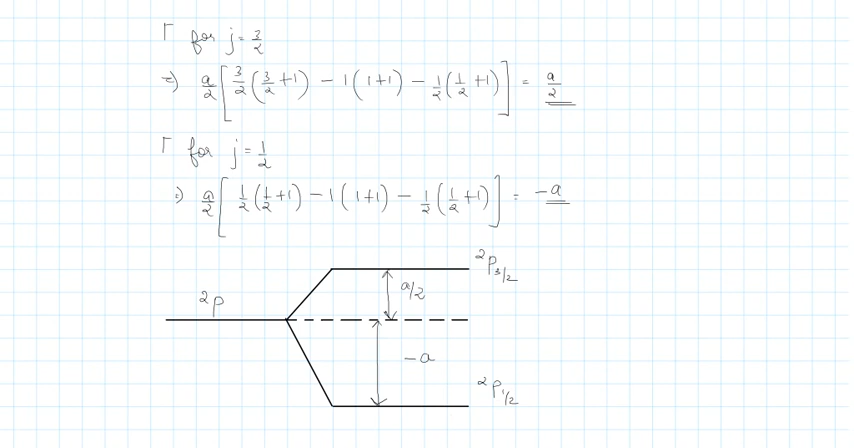 Γ for j = 3/2
⇒ a/2 [ 3/2 ( 3/2 + 1 ) - 1 ( 1 + 1 ) - 1/2 ( 1/2 + 1 ) ] = a/2
Γ for j = 1/2
⇒ a/2 [ 1/2 ( 1/2 + 1 ) - 1 ( 1 + 1 ) - 1/2 ( 1/2 + 1 ) ] = -a
²P₃/₂
a/2
²P
-a
²P₁/₂